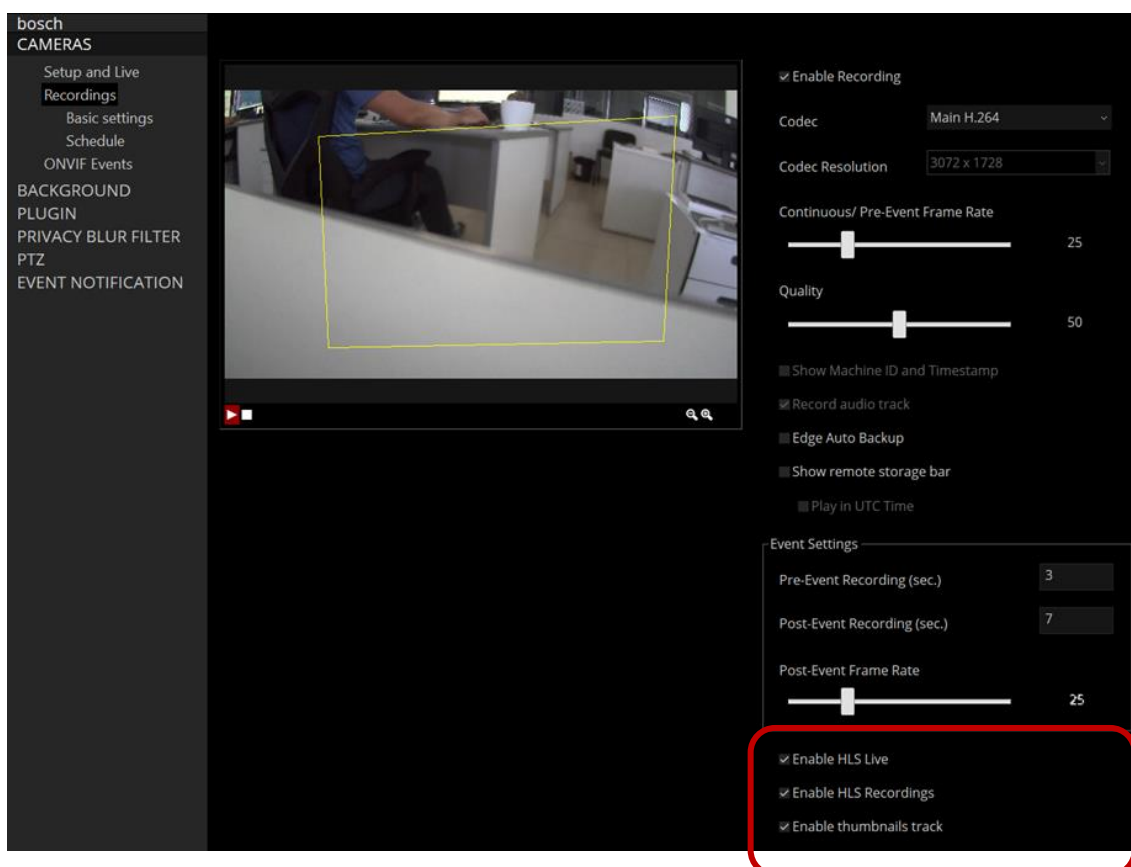 bosch
CAMERAS
Setup and Live
Recordings
Basic settings
Schedule
ONVIF Events
BACKGROUND
PLUGIN
PRIVACY BLUR FILTER
PTZ
EVENT NOTIFICATION
Enable Recording
Codec Main H.264
Codec Resolution 3072 x 1728
Continuous/ Pre-Event Frame Rate
25
Quality
50
Show Machine ID and Timestamp
Record audio track
Edge Auto Backup
Show remote storage bar
Play in UTC Time
Event Settings
Pre-Event Recording (sec.) 3
Post-Event Recording (sec.) 7
Post-Event Frame Rate
25
Enable HLS Live
Enable HLS Recordings
Enable thumbnails track